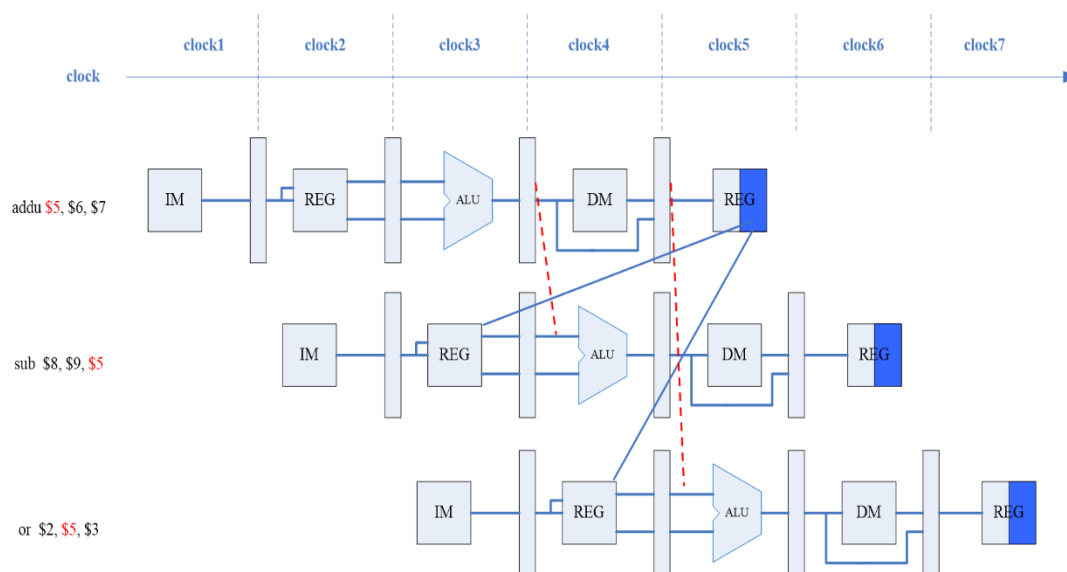 clock1 clock2 clock3 clock4 clock5 clock6 clock7
clock
addu $5, $6, $7
IM REG ALU DM REG
sub $8, $9, $5
IM REG ALU DM REG
or $2, $5, $3
IM REG ALU DM REG